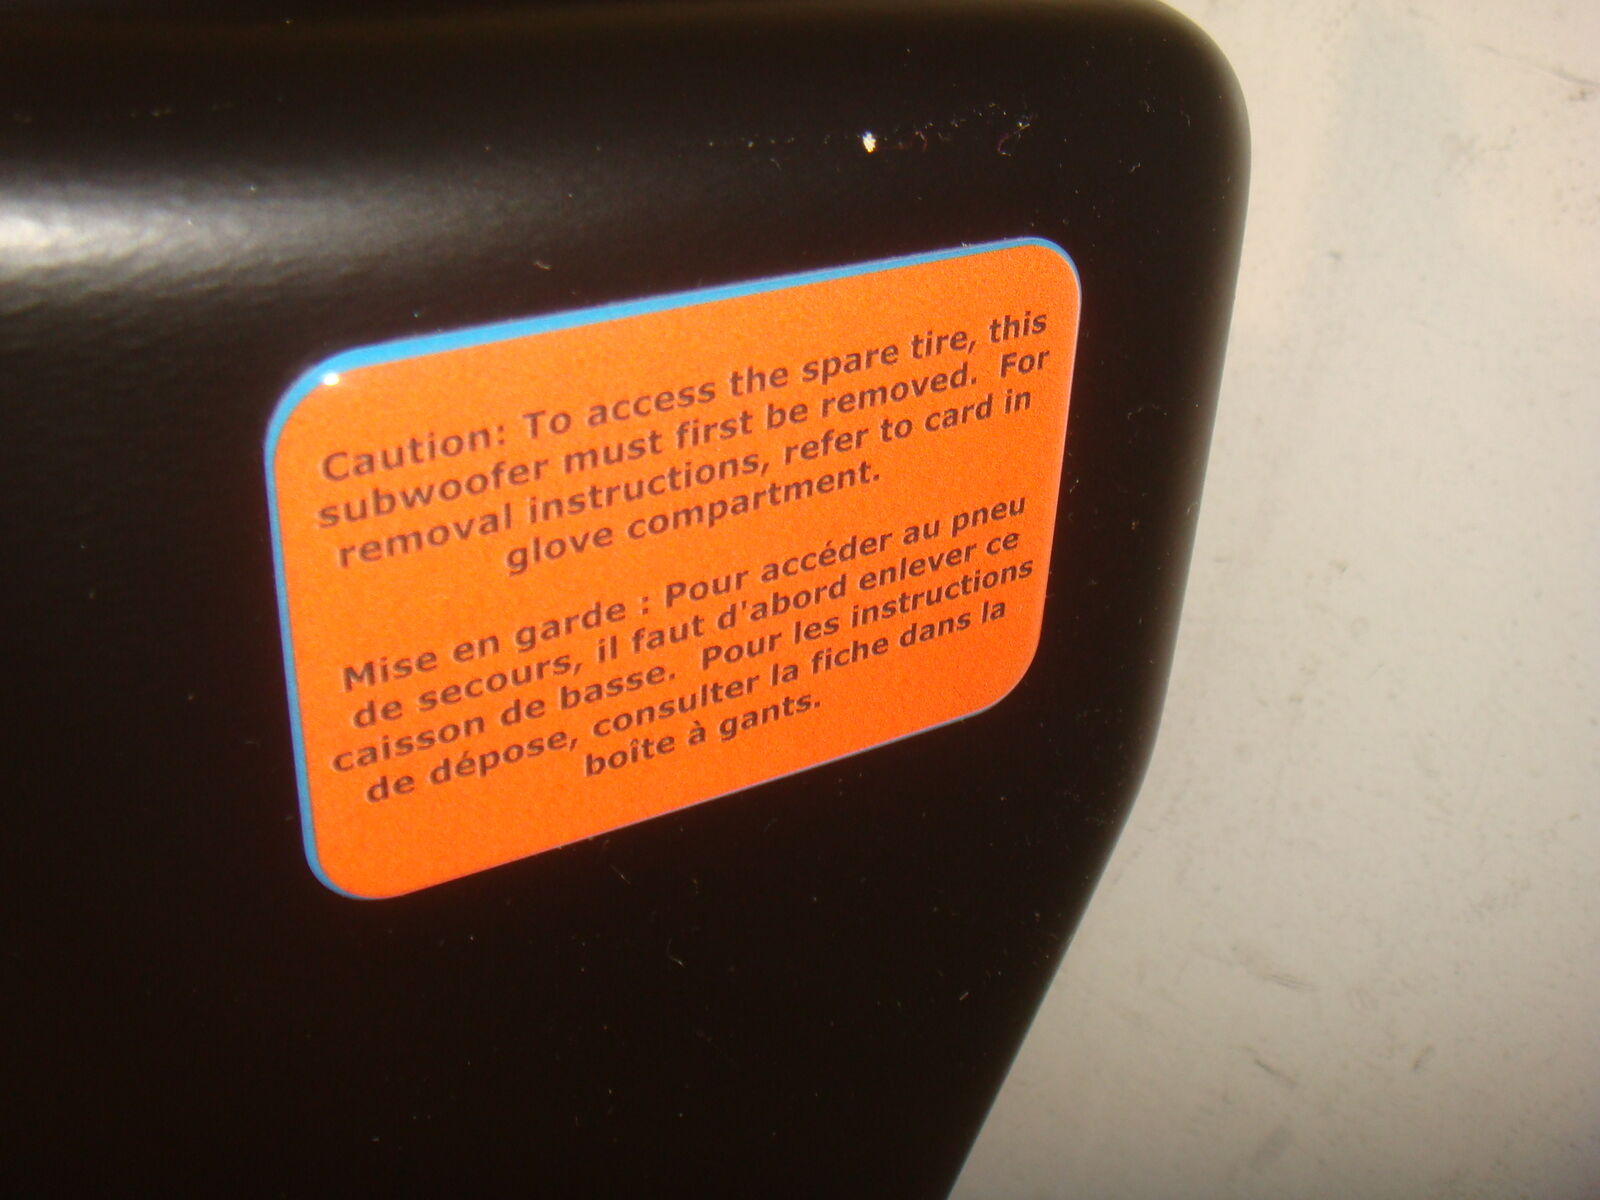 Caution: To access the spare tire, this
subwoofer must first be removed. For
removal instructions, refer to card in
glove compartment.
Mise en garde : Pour accéder au pneu
de secours, il faut d'abord enlever ce
caisson de basse. Pour les instructions
de dépose, consulter la fiche dans la
boîte à gants.